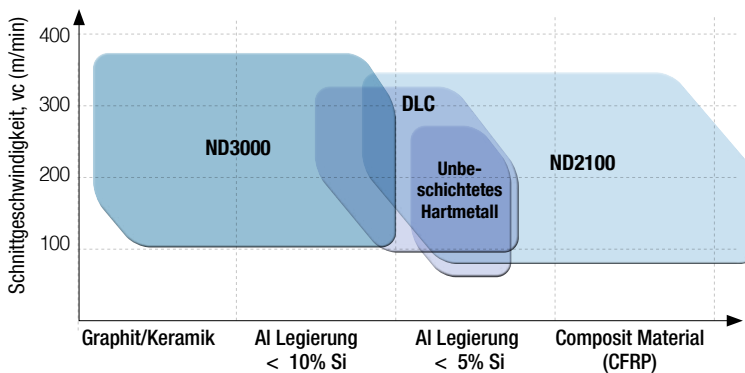 Schnittgeschwindigkeit, vc (m/min)
400
300
200
100
ND3000
DLC
Unbe-
schichtetes
Hartmetall
ND2100
Graphit/Keramik
Al Legierung
< 10% Si
Al Legierung
< 5% Si
Composit Material
(CFRP)